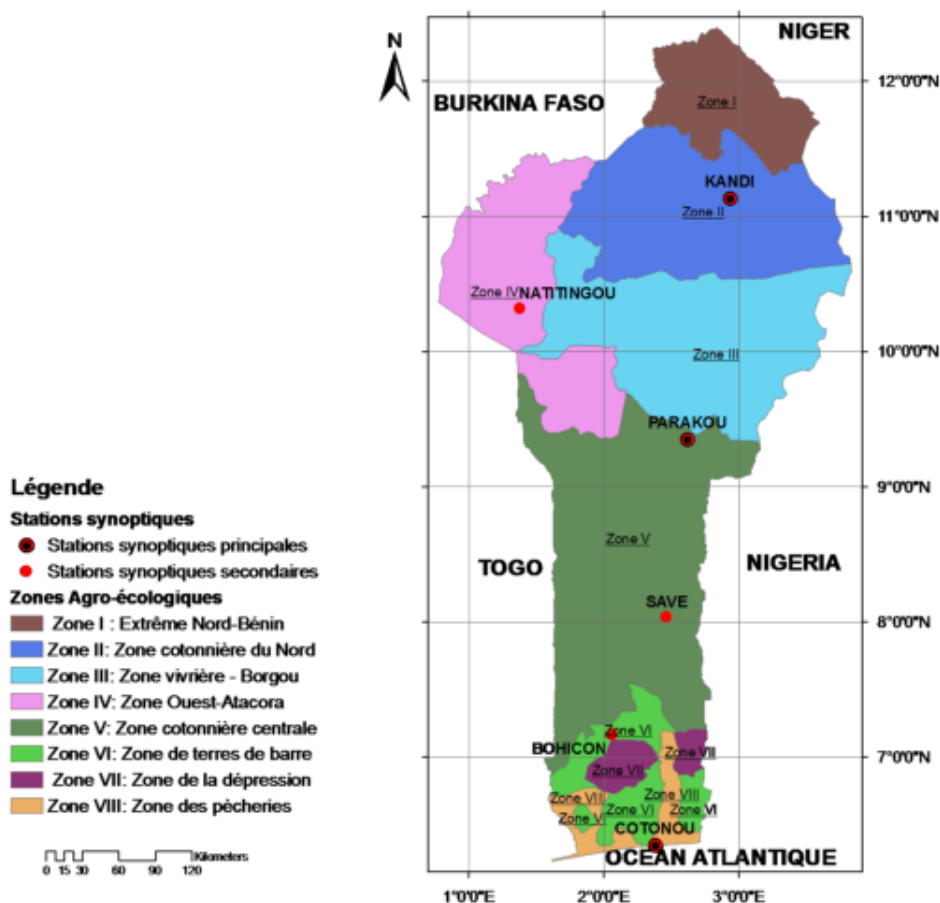 N
NIGER
12°0'0"N
BURKINA FASO
Zone I
KANDI
Zone II
11°0'0"N
Zone IV
NATITINGOU
Zone III
10°0'0"N
PARAKOU
9°0'0"N
Légende
Stations synoptiques
Stations synoptiques principales
Stations synoptiques secondaires
Zones Agro-écologiques
Zone I : Extrême Nord-Bénin
Zone II: Zone cotonnière du Nord
Zone III: Zone vivrière - Borgou
Zone IV: Zone Ouest-Atacora
Zone V: Zone cotonnière centrale
Zone VI: Zone de terres de barre
Zone VII: Zone de la dépression
Zone VIII: Zone des pêcheries
Kilometers
0 15 30 60 90 120
Zone V
TOGO
NIGERIA
SAVE
8°0'0"N
Zone VI
BOHICON
Zone VII
Zone VII
7°0'0"N
Zone VIII
Zone VIII
Zone VI
Zone VI
Zone VI
COTONOU
OCEAN ATLANTIQUE
1°0'0"E
2°0'0"E
3°0'0"E